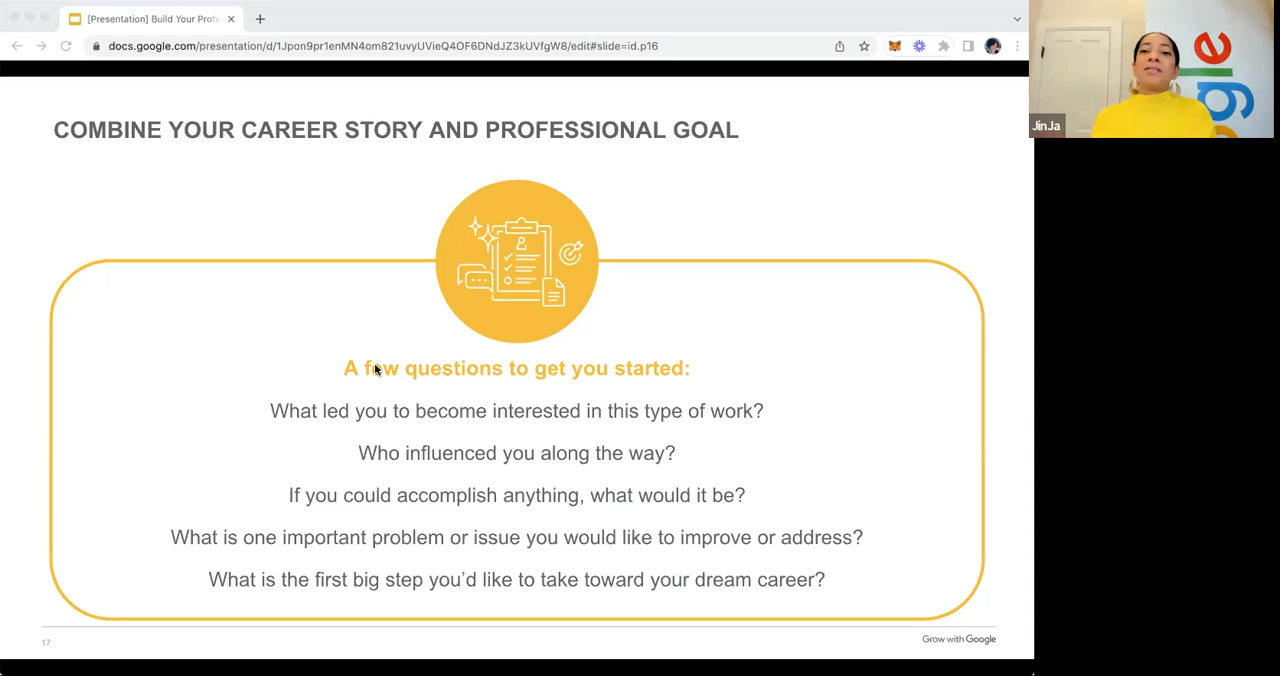 [Presentation] Build Your Profe
docs.google.com/presentation/d/1Jpon9pr1enMN4om821uvyUVieQ4OF6DNdJZ3kUVfgW8/edit#slide=id.p16
JinJa
COMBINE YOUR CAREER STORY AND PROFESSIONAL GOAL
A few questions to get you started:
What led you to become interested in this type of work?
Who influenced you along the way?
If you could accomplish anything, what would it be?
What is one important problem or issue you would like to improve or address?
What is the first big step you'd like to take toward your dream career?
17
Grow with Google